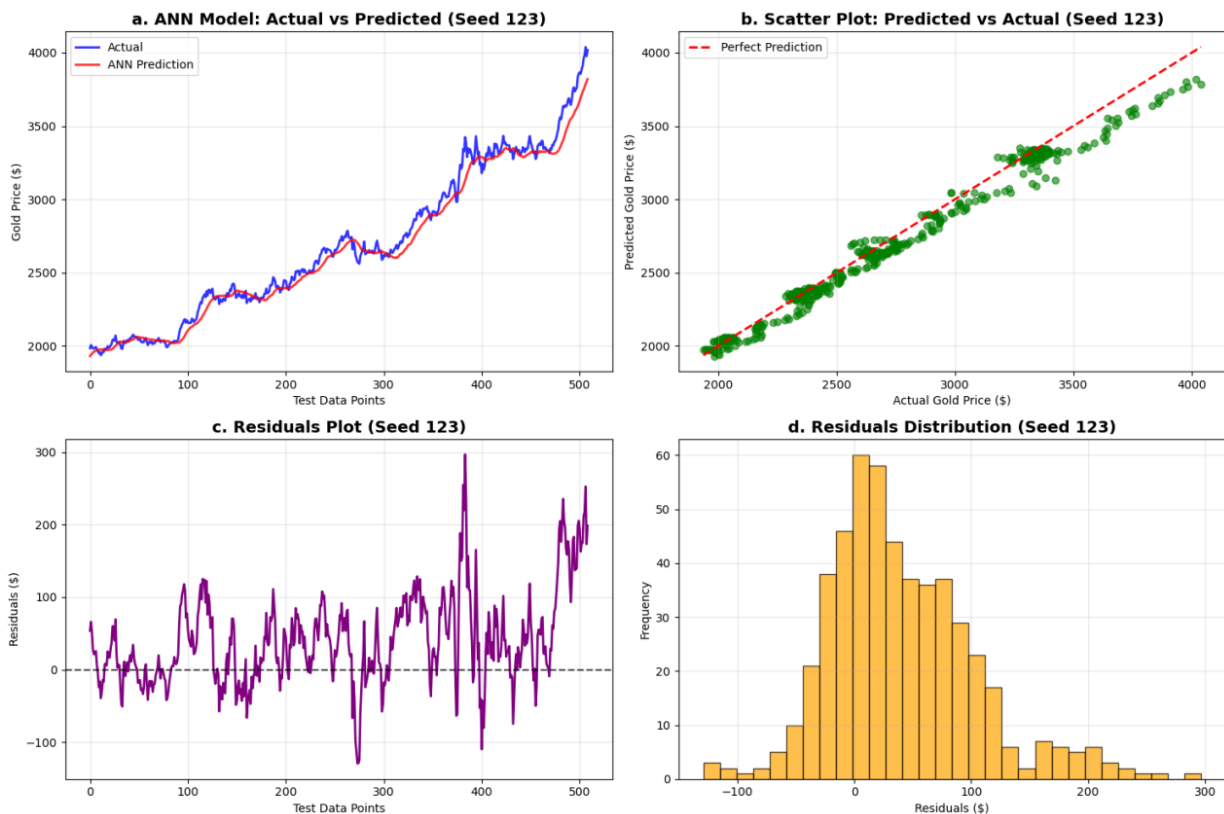 a. ANN Model: Actual vs Predicted (Seed 123)
Actual
ANN Prediction
Gold Price ($)
4000
3500
3000
2500
2000
0 100 200 300 400 500
Test Data Points
b. Scatter Plot: Predicted vs Actual (Seed 123)
Perfect Prediction
Predicted Gold Price ($)
4000
3500
3000
2500
2000
2000 2500 3000 3500 4000
Actual Gold Price ($)
c. Residuals Plot (Seed 123)
Residuals ($)
300
200
100
0
−100
0 100 200 300 400 500
Test Data Points
d. Residuals Distribution (Seed 123)
Frequency
60
50
40
30
20
10
0
−100 0 100 200 300
Residuals ($)